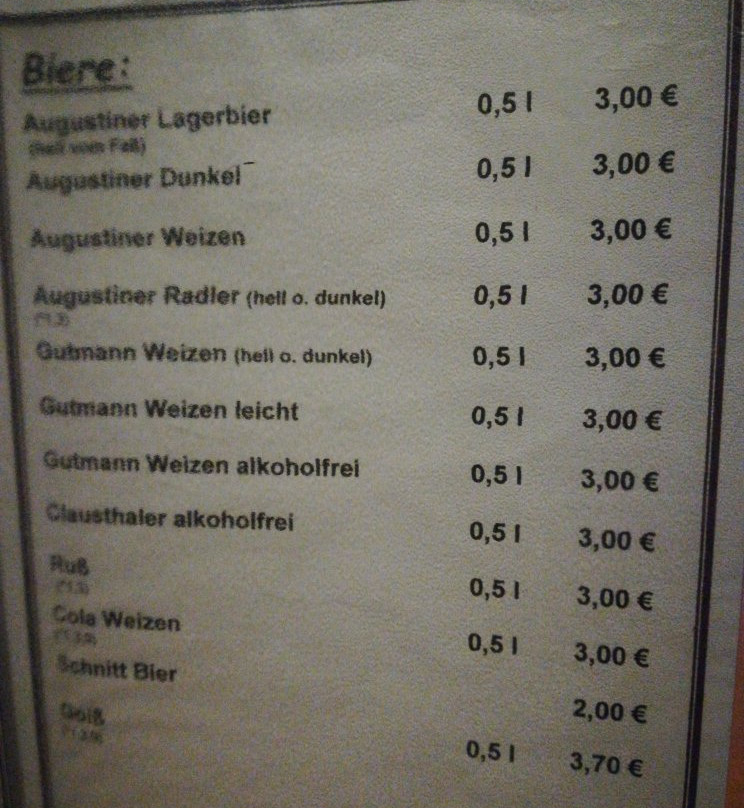 Biere:
Augustiner Lagerbier 0,5 l 3,00 €
(hell vom Faß)
Augustiner Dunkel 0,5 l 3,00 €
Augustiner Weizen 0,5 l 3,00 €
Augustiner Radler (hell o. dunkel) 0,5 l 3,00 €
Gutmann Weizen (hell o. dunkel) 0,5 l 3,00 €
Gutmann Weizen leicht 0,5 l 3,00 €
Gutmann Weizen alkoholfrei 0,5 l 3,00 €
Clausthaler alkoholfrei 0,5 l 3,00 €
Ruß 0,5 l 3,00 €
Cola Weizen 0,5 l 3,00 €
Schnitt Bier 2,00 €
Goiß 0,5 l 3,70 €